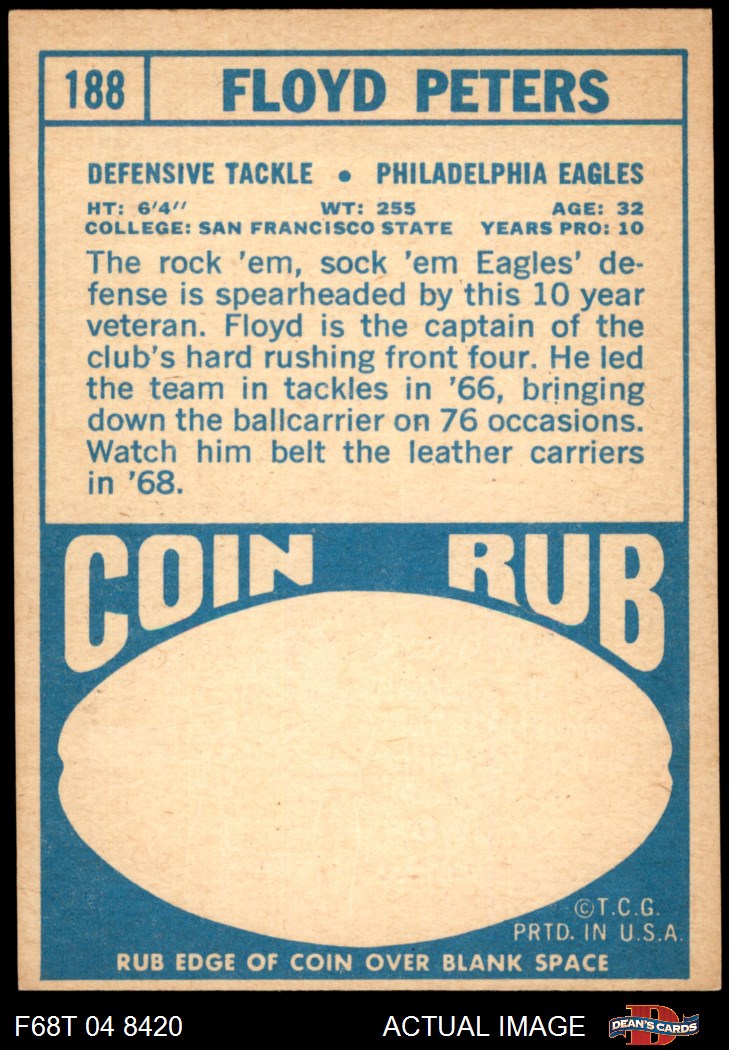 188 FLOYD PETERS
DEFENSIVE TACKLE • PHILADELPHIA EAGLES
HT: 6'4" WT: 255 AGE: 32
COLLEGE: SAN FRANCISCO STATE YEARS PRO: 10
The rock 'em, sock 'em Eagles' de-
fense is spearheaded by this 10 year
veteran. Floyd is the captain of the
club's hard rushing front four. He led
the team in tackles in '66, bringing
down the ballcarrier on 76 occasions.
Watch him belt the leather carriers
in '68.
COIN RUB
©T.C.G.
PRTD. IN U.S.A.
RUB EDGE OF COIN OVER BLANK SPACE
F68T 04 8420 ACTUAL IMAGE DEAN'S CARDS